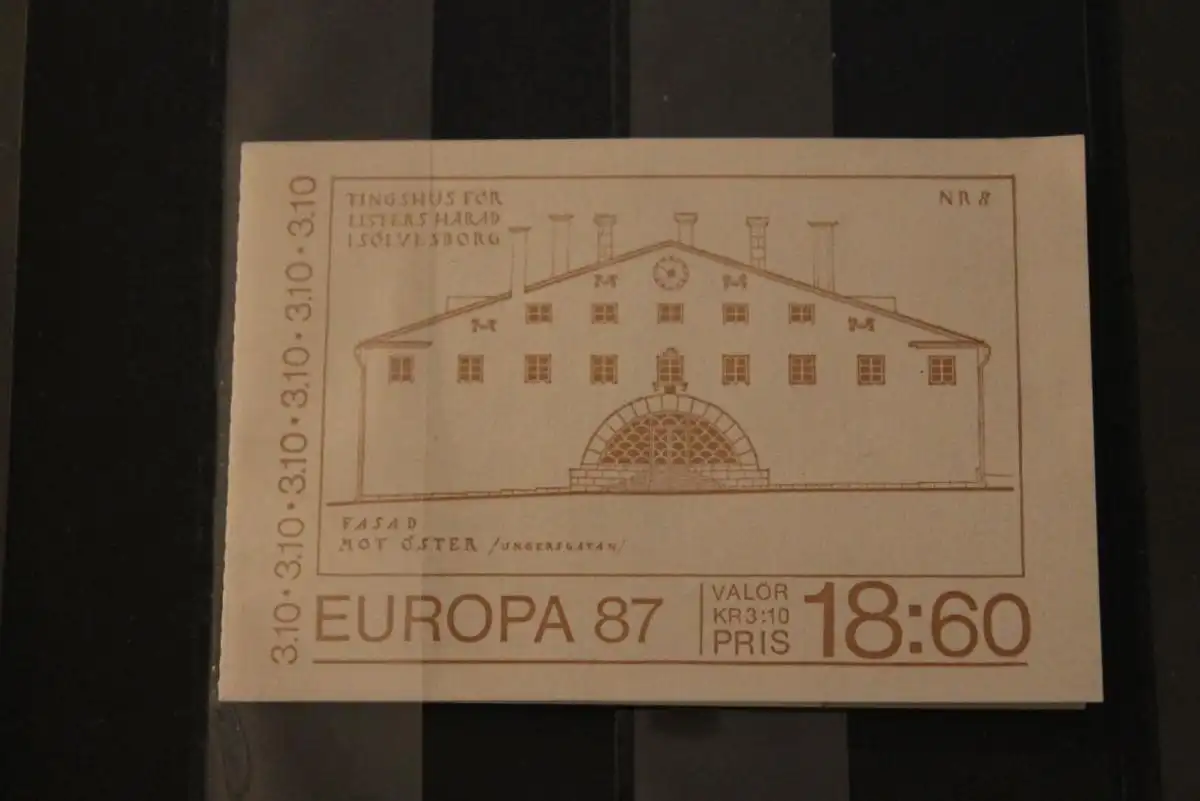 3.10 • 3.10 • 3.10 • 3.10 • 3.10 • 3.10
TINGSHUS FÖR
LISTERS HÄRAD
I SÖLVESBORG
NR 8
FASAD
MOT ÖSTER /UNGERSGATAN/
EUROPA 87
VALÖR
KR 3:10
PRIS
18:60